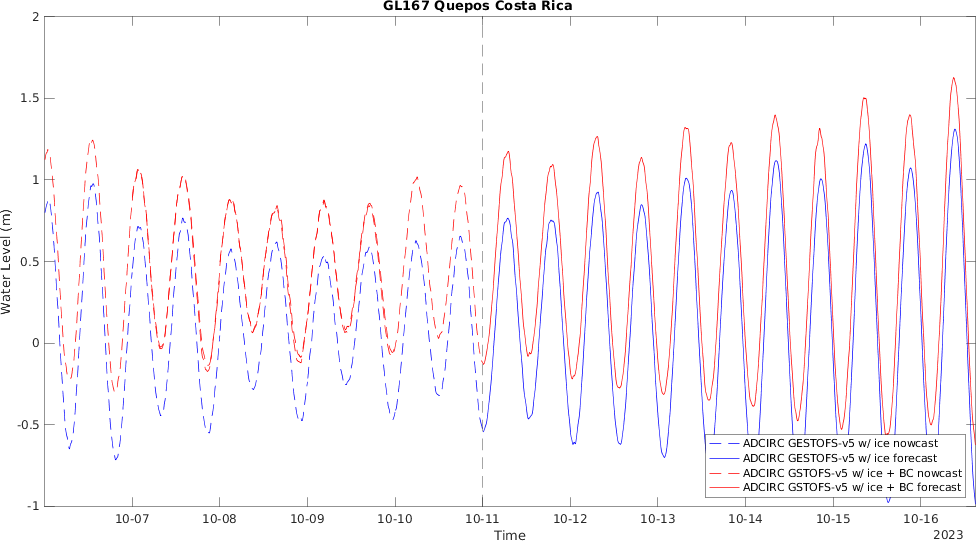 GL167 Quepos Costa Rica
2
1.5
1
0.5
0
-0.5
-1
Water Level (m)
ADCIRC GESTOFS-v5 w/ ice nowcast
ADCIRC GESTOFS-v5 w/ ice forecast
ADCIRC GSTOFS-v5 w/ ice + BC nowcast
ADCIRC GSTOFS-v5 w/ ice + BC forecast
10-07 10-08 10-09 10-10 10-11 10-12 10-13 10-14 10-15 10-16
Time
2023